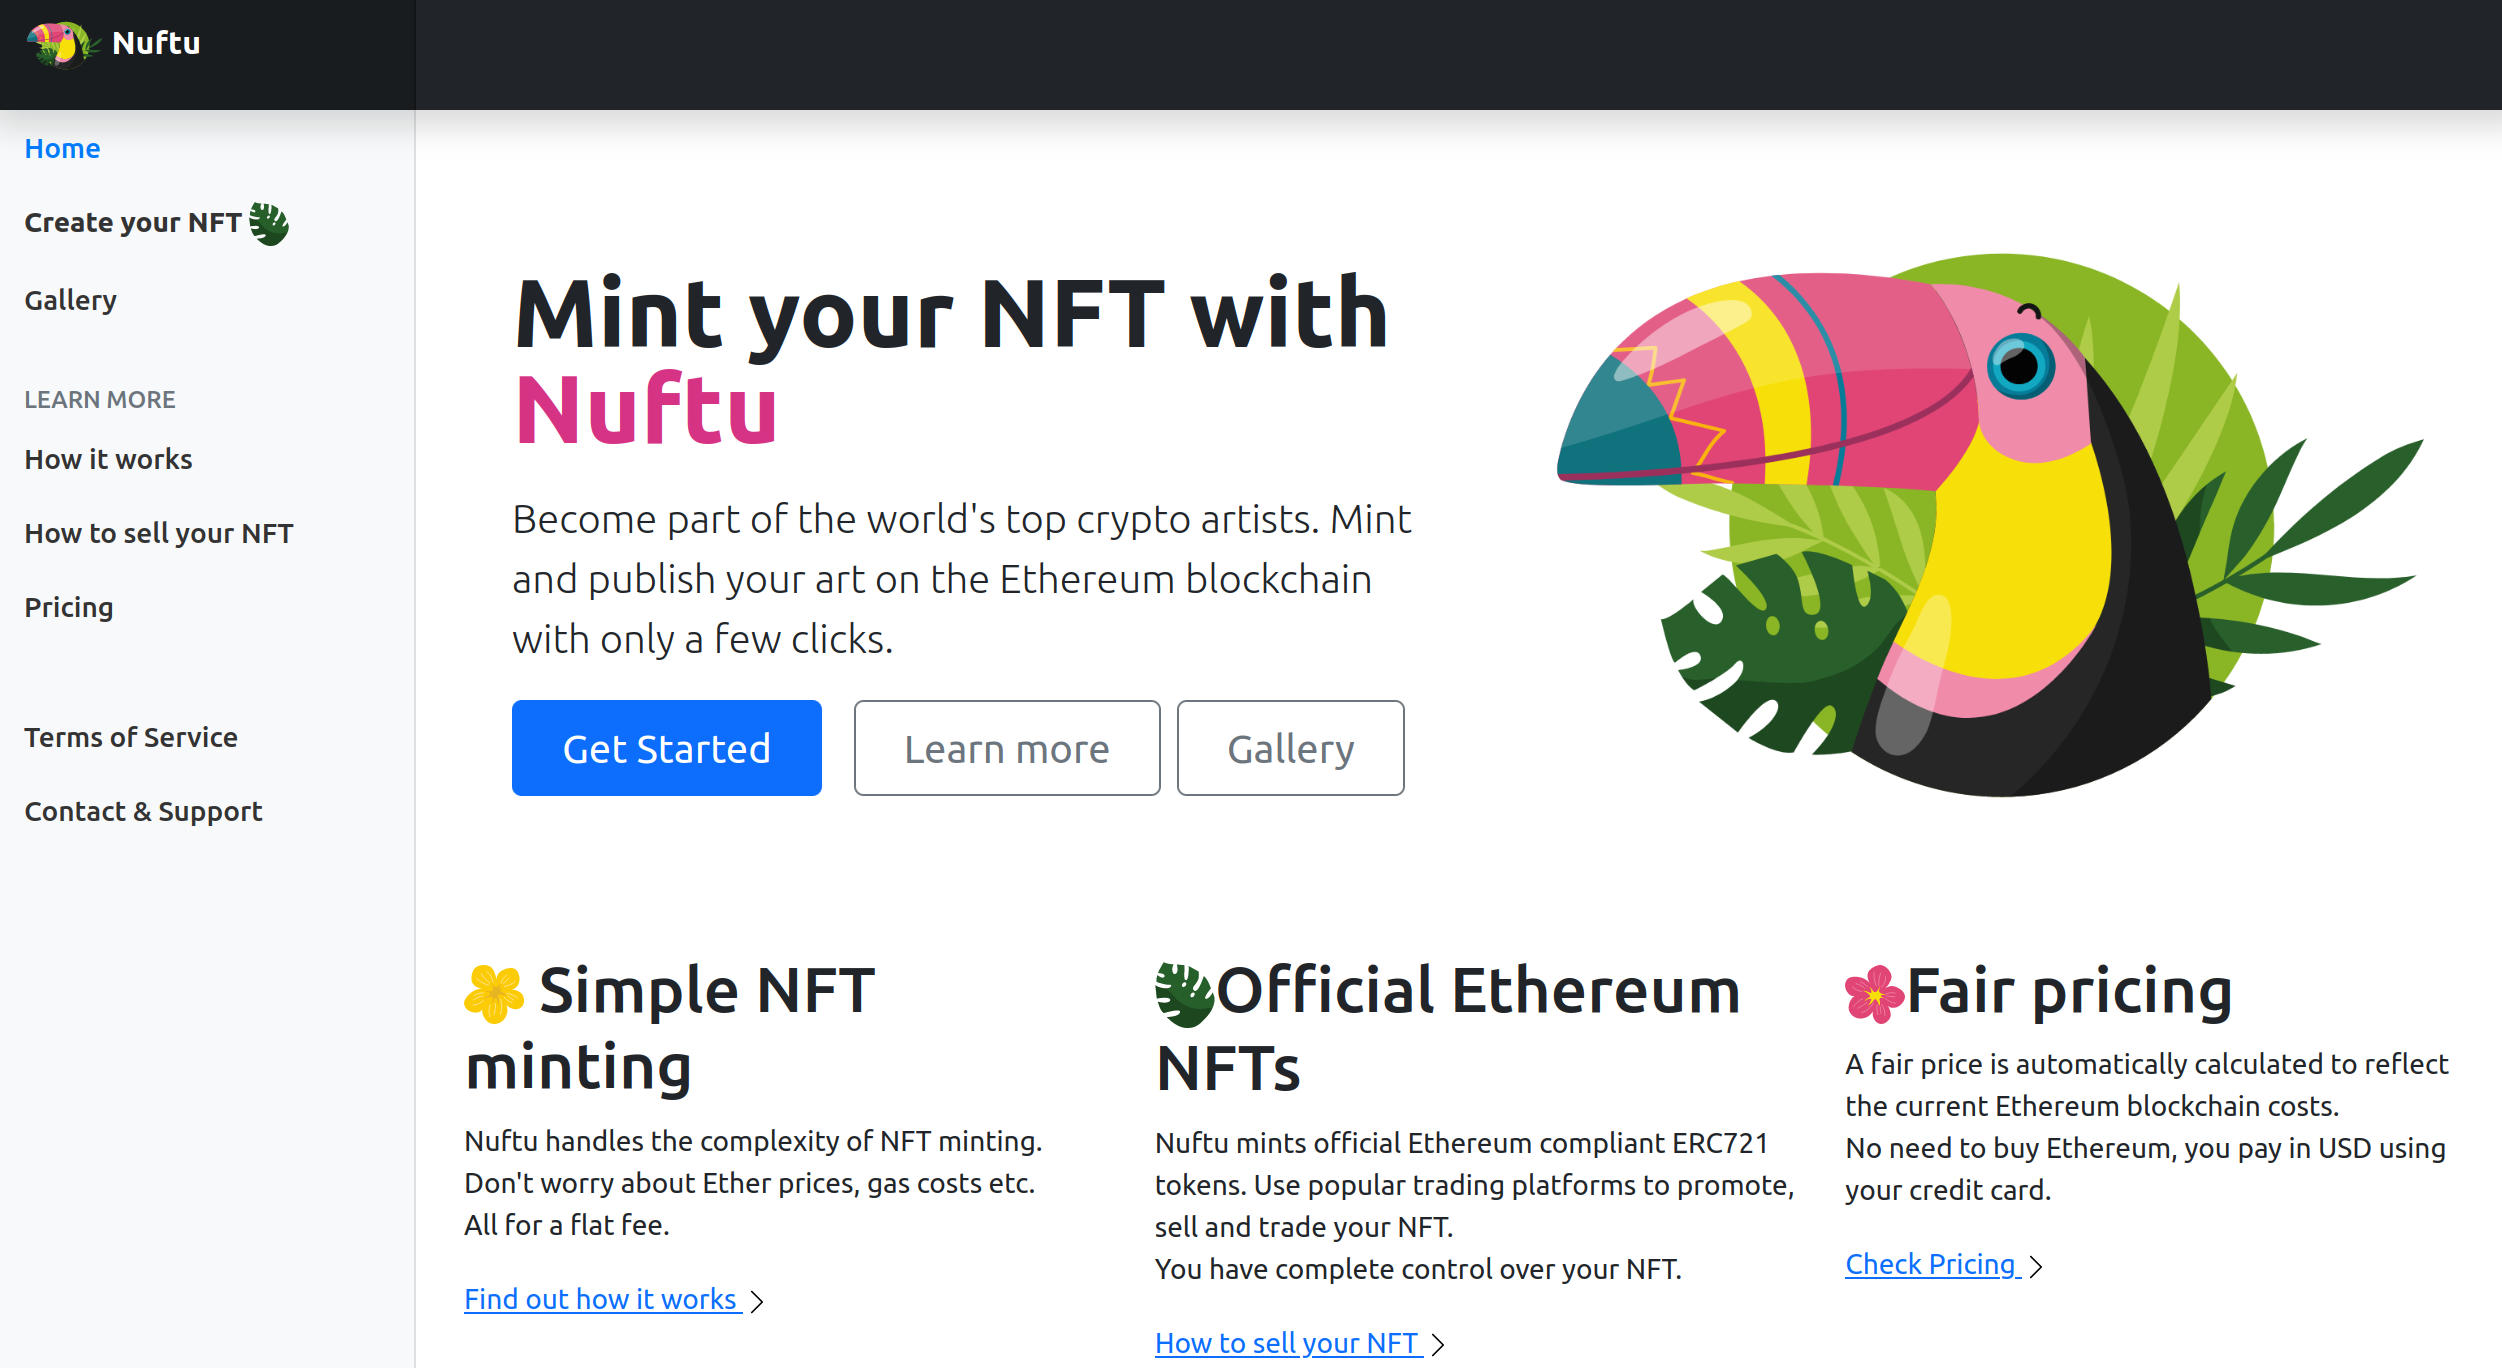 Nuftu
Home
Create your NFT
Gallery
LEARN MORE
How it works
How to sell your NFT
Pricing
Terms of Service
Contact & Support
Mint your NFT with
Nuftu
Become part of the world's top crypto artists. Mint
and publish your art on the Ethereum blockchain
with only a few clicks.
Get Started
Learn more
Gallery
Simple NFT
minting
Nuftu handles the complexity of NFT minting.
Don't worry about Ether prices, gas costs etc.
All for a flat fee.
Find out how it works
Official Ethereum
NFTs
Nuftu mints official Ethereum compliant ERC721
tokens. Use popular trading platforms to promote,
sell and trade your NFT.
You have complete control over your NFT.
How to sell your NFT
Fair pricing
A fair price is automatically calculated to reflect
the current Ethereum blockchain costs.
No need to buy Ethereum, you pay in USD using
your credit card.
Check Pricing